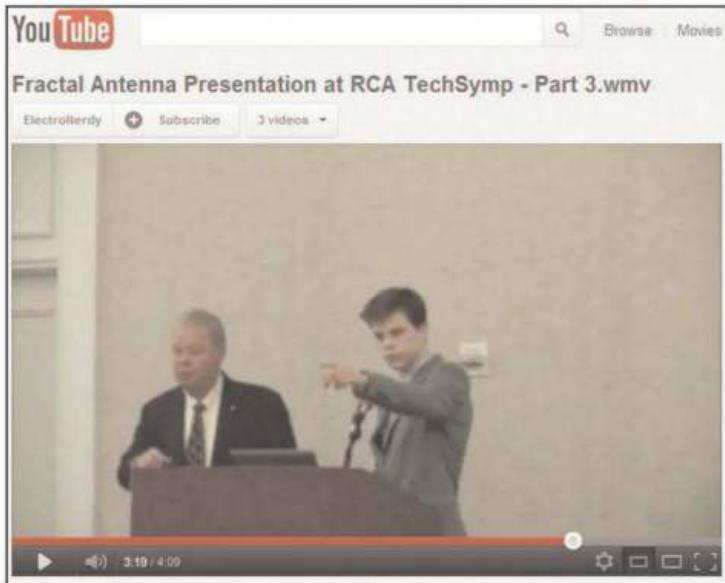 YouTube
Browse Movies
Fractal Antenna Presentation at RCA TechSymp - Part 3.wmv
ElectroNerdy Subscribe 3 videos
3:19 / 4:09